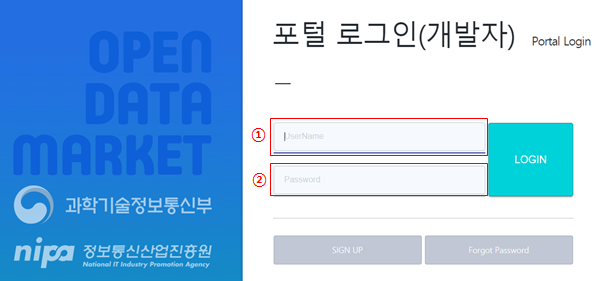 OPEN
DATA
MARKET
과학기술정보통신부
nipa 정보통신산업진흥원
National IT Industry Promotion Agency
포털 로그인(개발자) Portal Login
①
UserName
②
Password
LOGIN
SIGN UP
Forgot Password